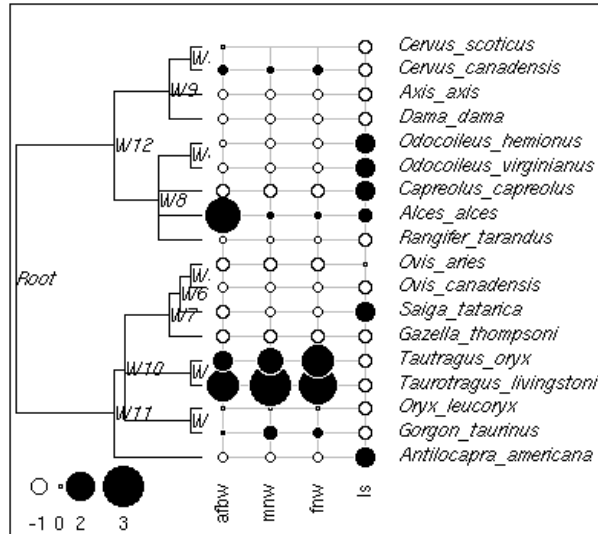 Cervus_scoticus
W.
Cervus_canadensis
W9
Axis_axis
Dama_dama
W12
Odocoileus_hemionus
W.
Odocoileus_virginianus
Capreolus_capreolus
W8
Alces_alces
Rangifer_tarandus
Ovis_aries
Root
W.
Ovis_canadensis
W6
Saiga_tatarica
W7
Gazella_thompsoni
Tautragus_oryx
W10
W
Taurotragus_livingstoni
Oryx_leucoryx
W11
W
Gorgon_taurinus
Antilocapra_americana
afbw
mnw
fnw
ls
-1 0 2 3